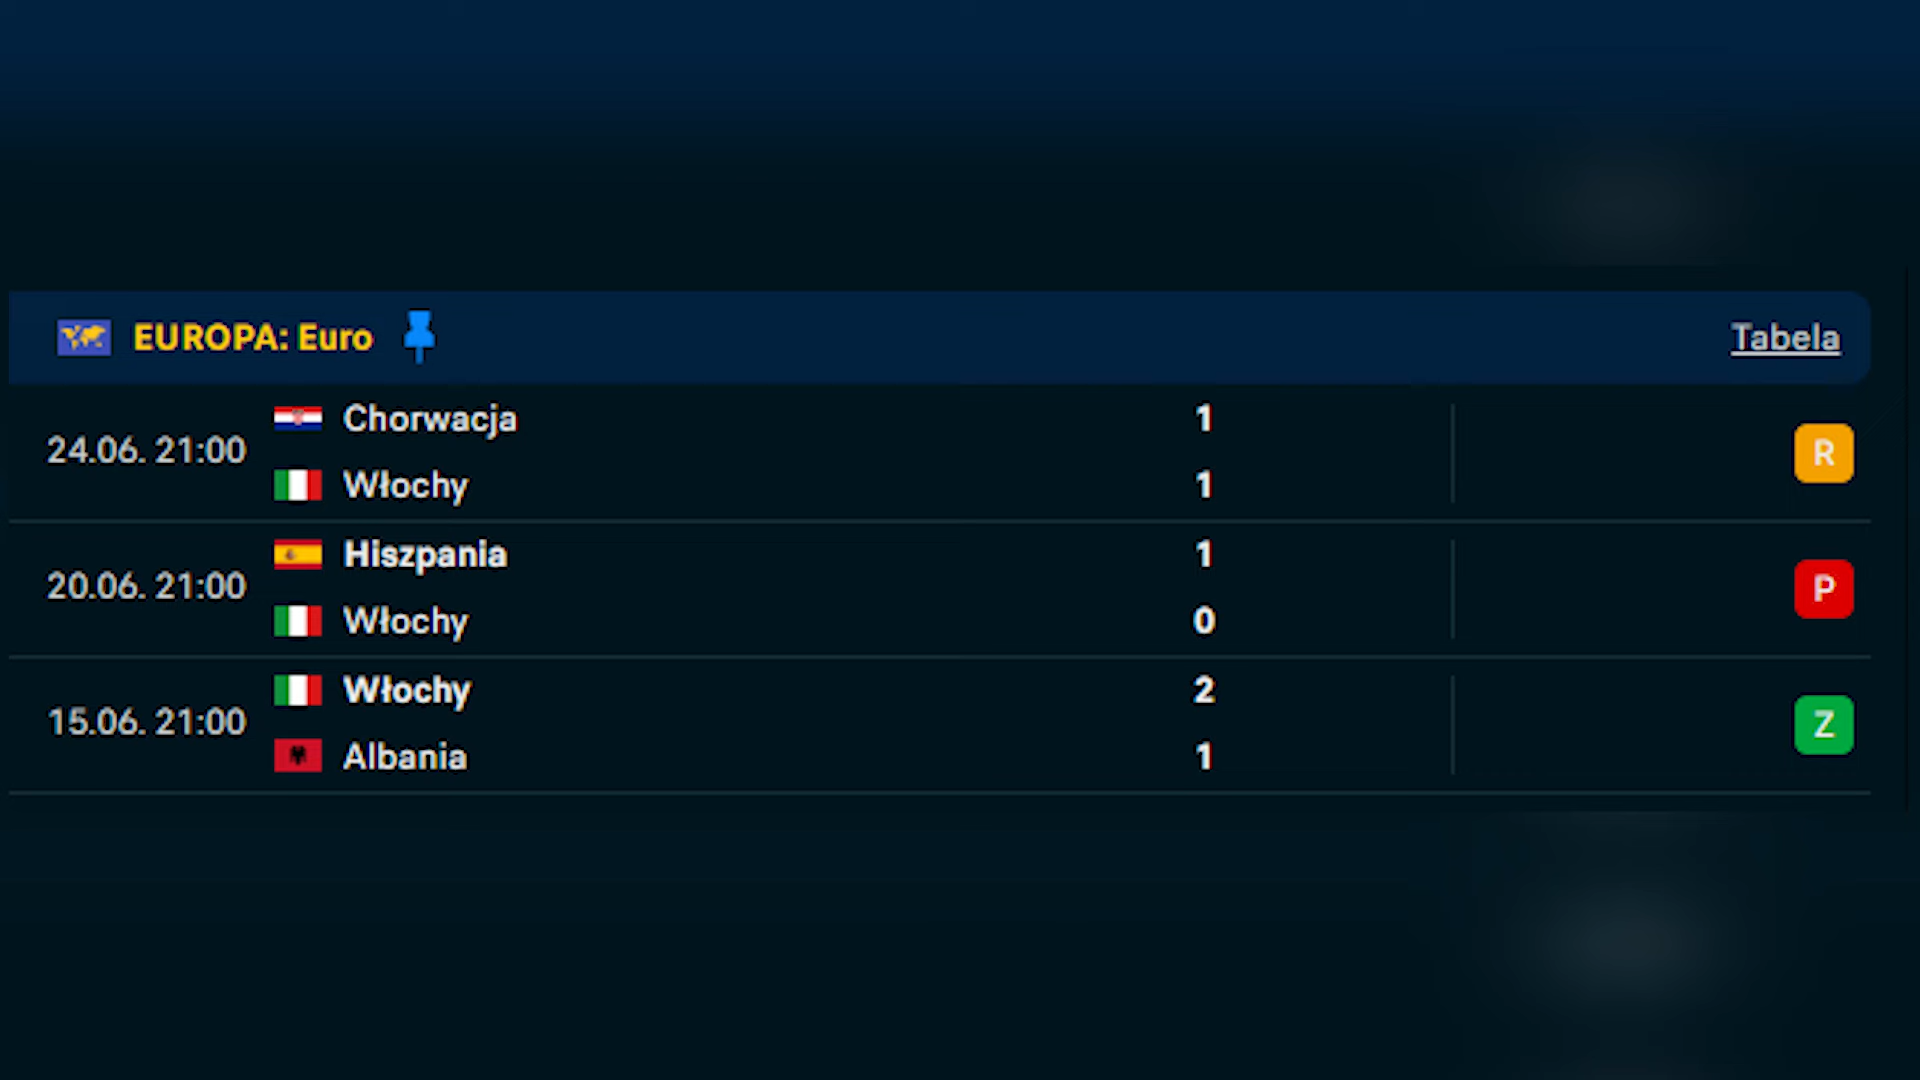 EUROPA: Euro Tabela
24.06. 21:00 Chorwacja 1 R
Włochy 1
20.06. 21:00 Hiszpania 1 P
Włochy 0
15.06. 21:00 Włochy 2 Z
Albania 1